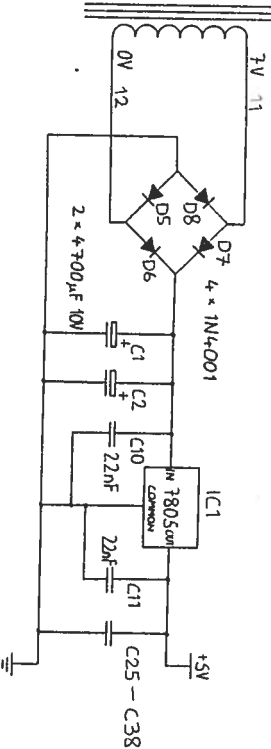 7V 11
0V 12
D8
D7
D5
D6
4 × 1N4001
2 × 4700µF 10V
C1
+
C2
+
C10
22nF
IC1
IN 7805 OUT
COMMON
C11
22nF
C25 — C38
+5V